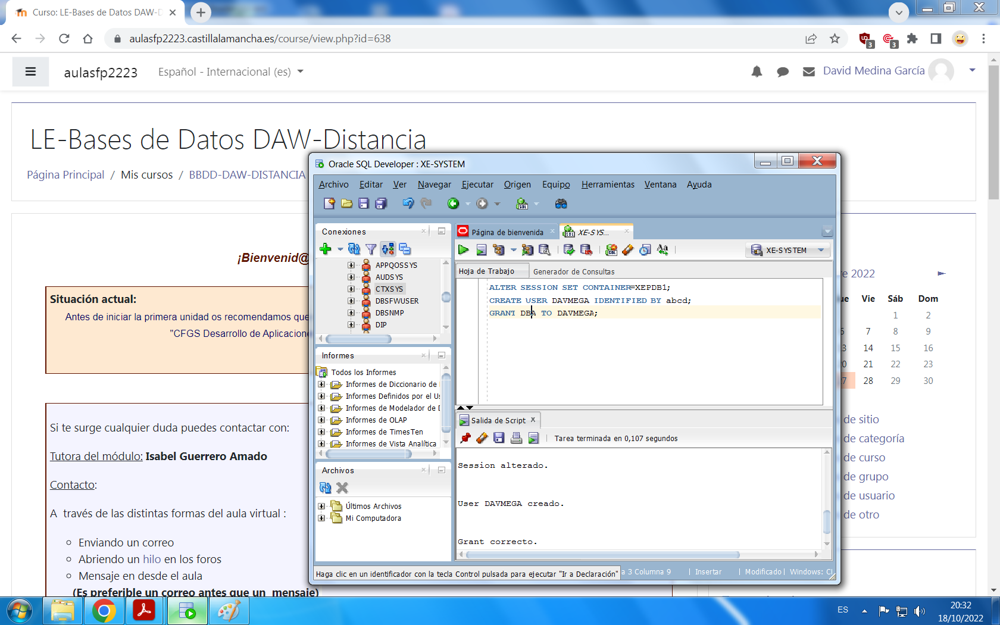 Curso: LE-Bases de Datos DAW-D
aulasfp2223.castillalamancha.es/course/view.php?id=638
3
3
aulasfp2223
Español - Internacional (es)
David Medina García
LE-Bases de Datos DAW-Distancia
Página Principal / Mis cursos / BBDD-DAW-DISTANCIA
¡Bienvenid@
Situación actual:
Antes de iniciar la primera unidad os recomendamos que
"CFGS Desarrollo de Aplicacione
Si te surge cualquier duda puedes contactar con:
Tutora del módulo: Isabel Guerrero Amado
Contacto:
A través de las distintas formas del aula virtual :
Enviando un correo
Abriendo un hilo en los foros
Mensaje en desde el aula
(Es preferible un correo antes que un mensaje)
Oracle SQL Developer : XE-SYSTEM
Archivo Editar Ver Navegar Ejecutar Origen Equipo Herramientas Ventana Ayuda
Conexiones
APPQOSSYS
AUDSYS
CTXSYS
DBSFWUSER
DBSNMP
DIP
Informes
Todos los Informes
Informes de Diccionario de
Informes Definidos por el Us
Informes de Modelador de D
Informes de OLAP
Informes de TimesTen
Informes de Vista Analítica
Archivos
Últimos Archivos
Mi Computadora
Página de bienvenida
XE-SYS...
XE-SYSTEM
Hoja de Trabajo
Generador de Consultas
ALTER SESSION SET CONTAINER=XEPDB1;
CREATE USER DAVMEGA IDENTIFIED BY abcd;
GRANT DBA TO DAVMEGA;
Salida de Script
Tarea terminada en 0,107 segundos
Session alterado.
User DAVMEGA creado.
Grant correcto.
Haga clic en un identificador con la tecla Control pulsada para ejecutar "Ir a Declaración"
a 3 Columna 9
Insertar
Modificado
Windows: CI
re 2022
ue Vie Sáb Dom
1 2
6 7 8 9
3 14 15 16
0 21 22 23
7 28 29 30
de sitio
de categoría
de curso
de grupo
de usuario
de otro
ES
20:32
18/10/2022